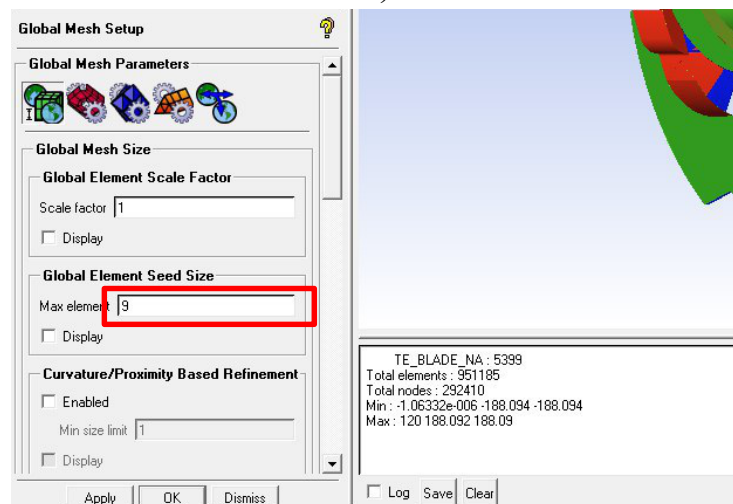 Global Mesh Setup
Global Mesh Parameters
Global Mesh Size
Global Element Scale Factor
Scale factor 1
Display
Global Element Seed Size
Max element 9
Display
Curvature/Proximity Based Refinement
Enabled
Min size limit 1
Display
Apply OK Dismiss
TE_BLADE_NA : 5399
Total elements : 951185
Total nodes : 292410
Min : -1.06332e-006 -188.094 -188.094
Max : 120 188.092 188.09
Log Save Clear